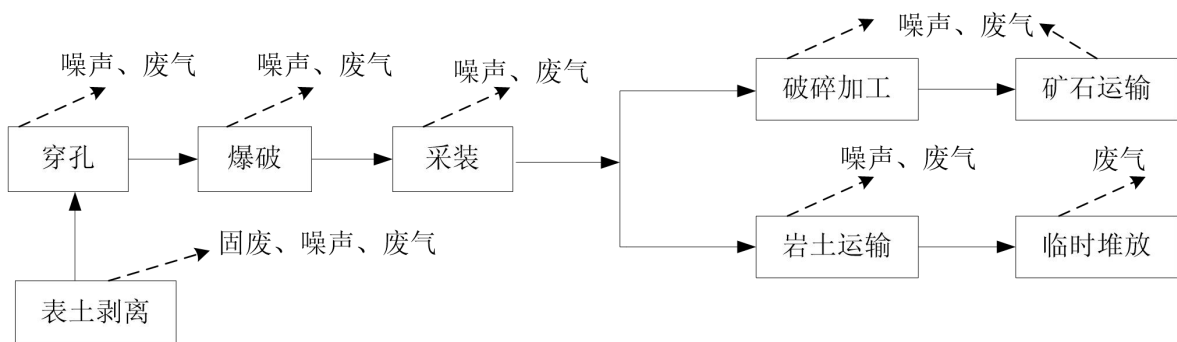 噪声、废气
噪声、废气
噪声、废气
噪声、废气
破碎加工
矿石运输
穿孔
爆破
采装
噪声、废气
废气
固废、噪声、废气
岩土运输
临时堆放
表土剥离